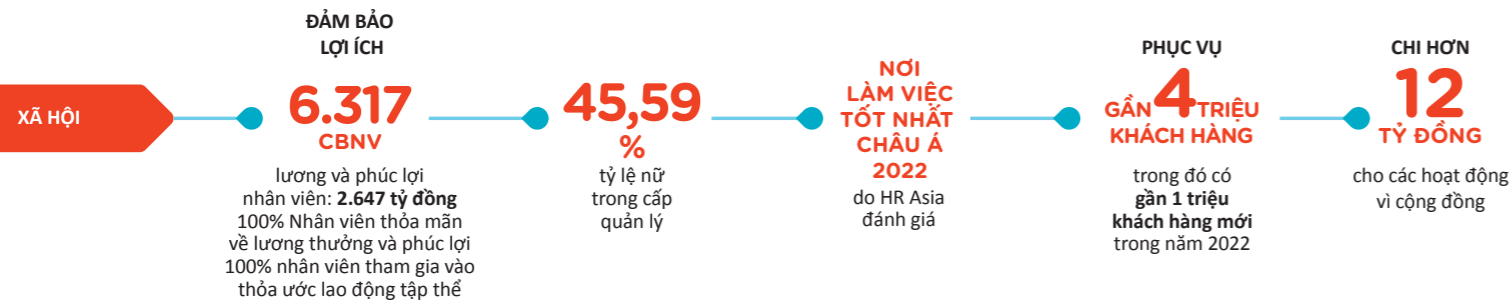 XÃ HỘI
ĐẢM BẢO
LỢI ÍCH
6.317
CBNV
lương và phúc lợi
nhân viên: 2.647 tỷ đồng
100% Nhân viên thỏa mãn
về lương thưởng và phúc lợi
100% nhân viên tham gia vào
thỏa ước lao động tập thể
45,59
%
tỷ lệ nữ
trong cấp
quản lý
NƠI
LÀM VIỆC
TỐT NHẤT
CHÂU Á
2022
do HR Asia
đánh giá
PHỤC VỤ
GẦN 4 TRIỆU
KHÁCH HÀNG
trong đó có
gần 1 triệu
khách hàng mới
trong năm 2022
CHI HƠN
12
TỶ ĐỒNG
cho các hoạt động
vì cộng đồng